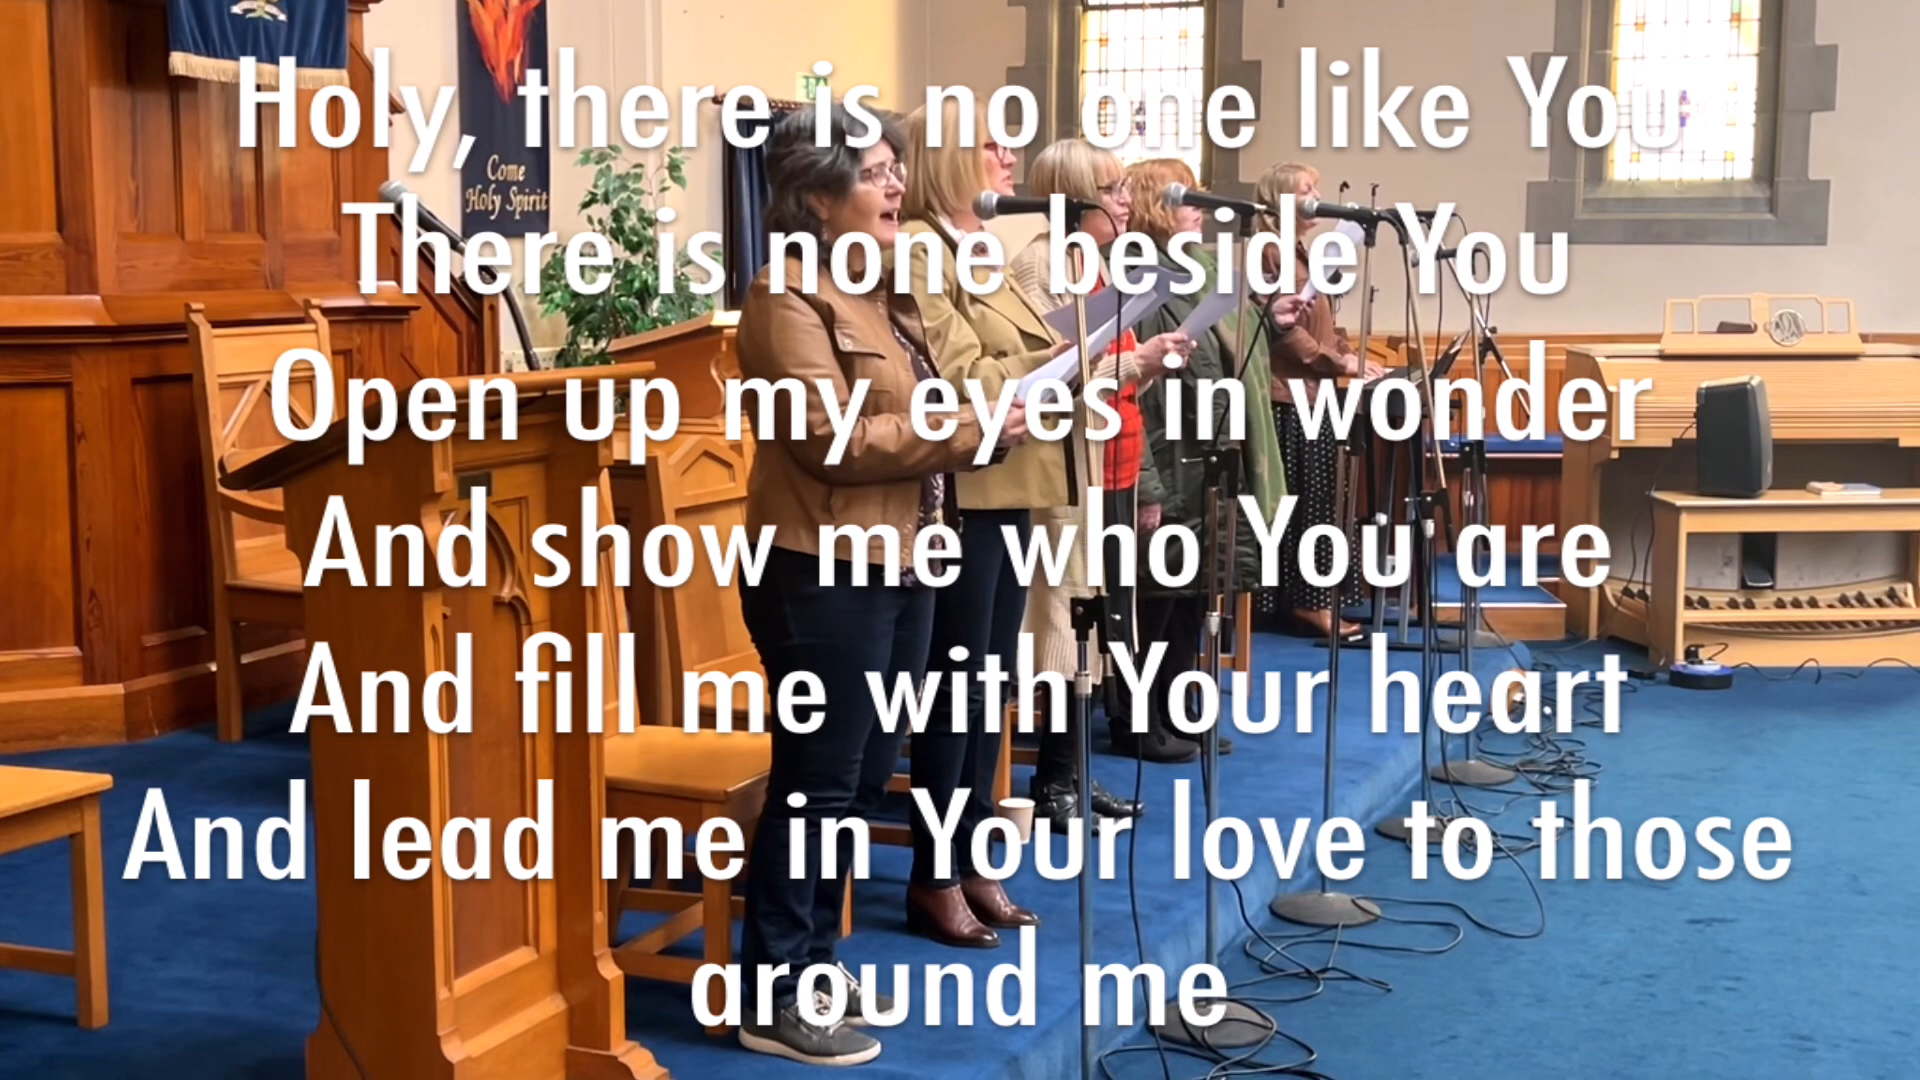 Holy, there is no one like You
There is none beside You
Open up my eyes in wonder
And show me who You are
And fill me with Your heart
And lead me in Your love to those
around me
Come
Holy Spirit